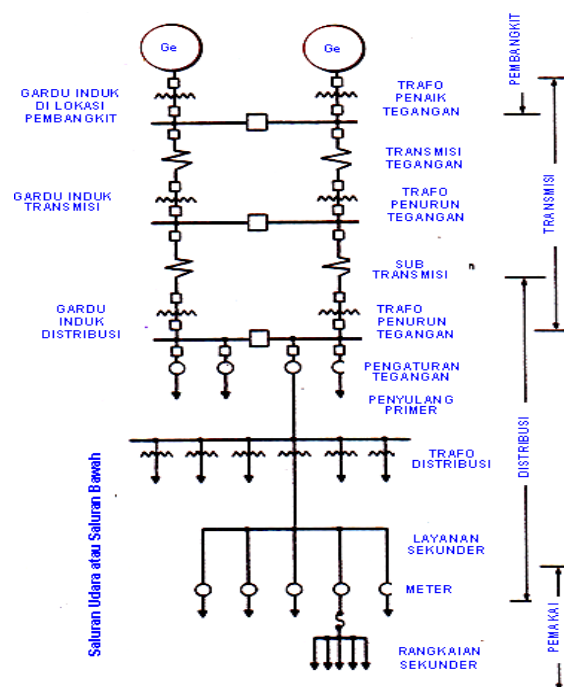 Ge
Ge
GARDU INDUK
DI LOKASI
PEMBANGKIT
TRAFO
PENAIK
TEGANGAN
PEMBANGKIT
TRANSMISI
TEGANGAN
GARDU INDUK
TRANSMISI
TRAFO
PENURUN
TEGANGAN
TRANSMISI
SUB
TRANSMISI
n
GARDU
INDUK
DISTRIBUSI
TRAFO
PENURUN
TEGANGAN
PENGATURAN
TEGANGAN
PENYULANG
PRIMER
TRAFO
DISTRIBUSI
DISTRIBUSI
Saluran Udara atau Saluran Bawah
LAYANAN
SEKUNDER
METER
RANGKAIAN
SEKUNDER
PEMAKAI